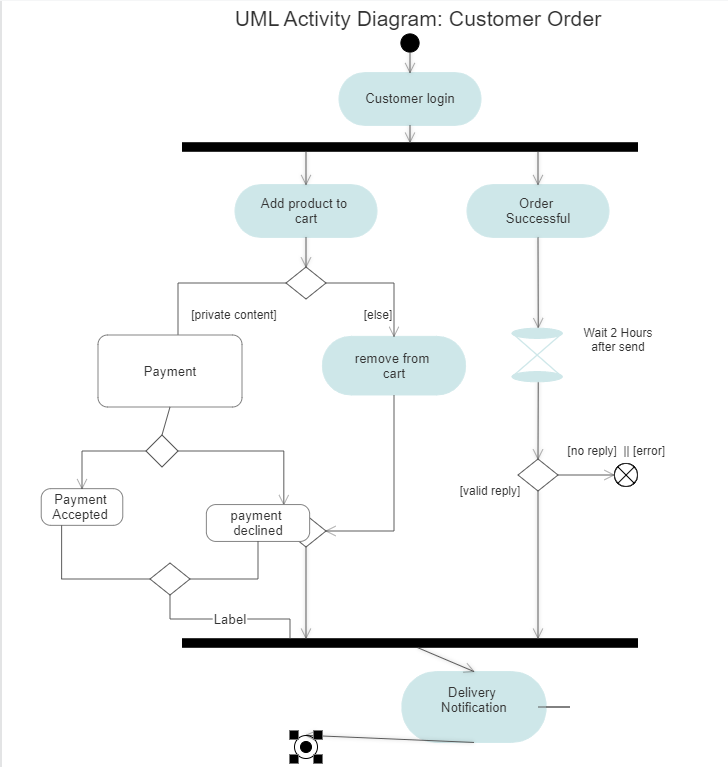 UML Activity Diagram: Customer Order
Customer login
Add product to
cart
Order
Successful
[private content]
[else]
Wait 2 Hours
after send
Payment
remove from
cart
[no reply] || [error]
[valid reply]
Payment
Accepted
payment
declined
Label
Delivery
Notification